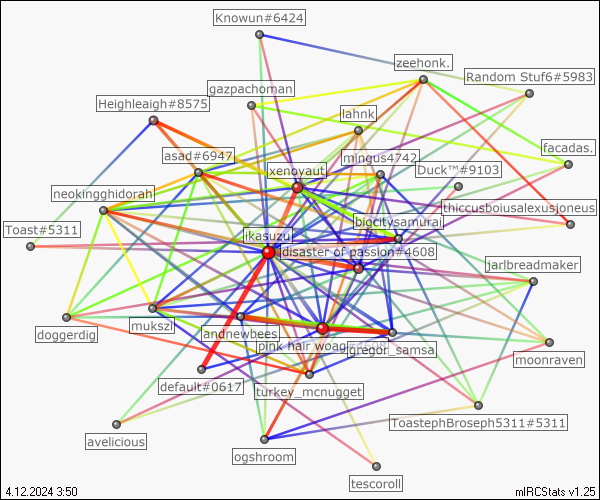 Knowun#6424
zeehonk.
Random Stuf6#5983
gazpachoman
Heighleaigh#8575
lahnk
facadas.
asad#6947
mingus4742
xenoyaut
Duck™#9103
neokingghidorah
thiccusboiusalexusjoneus
bigcitysamurai
Toast#5311
ikasuzu
disaster of passion#4608
jarlbreadmaker
doggerdig
mukszi
andnewbees
pink hair woag
gregor_samsa
moonraven
default#0617
turkey_mcnugget
ToastephBroseph5311#5311
avelicious
ogshroom
tescoroll
4.12.2024 3:50
mIRCStats v1.25